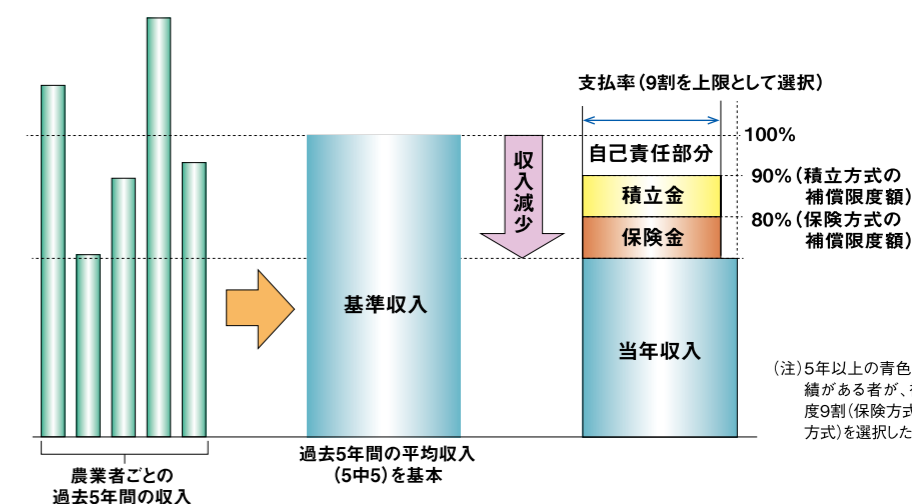 支払率（9割を上限として選択）
100%
自己責任部分
90%（積立方式の
補償限度額）
積立金
80%（保険方式の
補償限度額）
保険金
収入減少
基準収入
当年収入
（注）5年以上の青色
績がある者が、
度9割（保険方式
方式）を選択した
過去5年間の平均収入
（5中5）を基本
農業者ごとの
過去5年間の収入